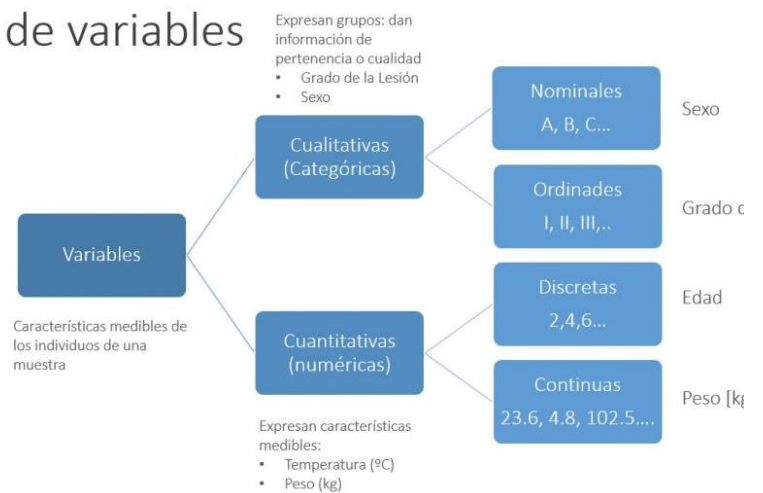 de variables
Expresan grupos: dan
información de
pertenencia o cualidad
• Grado de la Lesión
• Sexo
Nominales
A, B, C...
Sexo
Cualitativas
(Categóricas)
Ordinades
I, II, III,..
Grado
Variables
Características medibles de
los individuos de una
muestra
Discretas
2,4,6...
Edad
Cuantitativas
(numéricas)
Continuas
23.6, 4.8, 102.5....
Peso
Expresan características
medibles:
• Temperatura (ºC)
• Peso (kg)